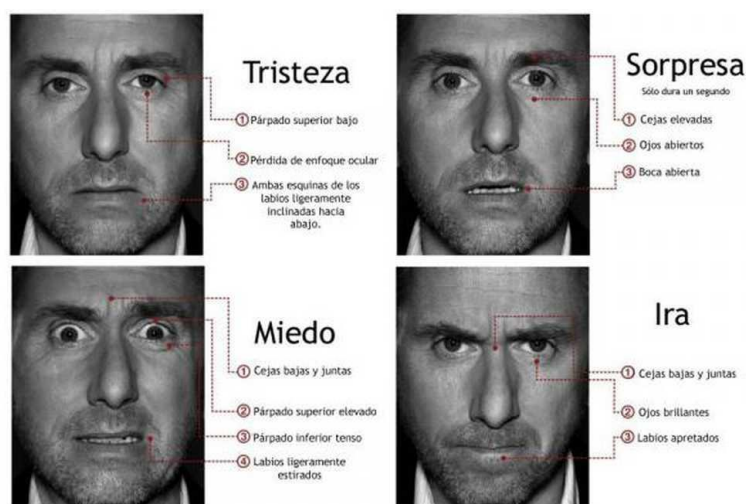 Tristeza
① Párpado superior bajo
② Pérdida de enfoque ocular
③ Ambas esquinas de los
labios ligeramente
inclinadas hacia
abajo.
Sorpresa
Sólo dura un segundo
① Cejas elevadas
② Ojos abiertos
③ Boca abierta
Miedo
① Cejas bajas y juntas
② Párpado superior elevado
③ Párpado inferior tenso
④ Labios ligeramente
estirados
Ira
① Cejas bajas y juntas
② Ojos brillantes
③ Labios apretados